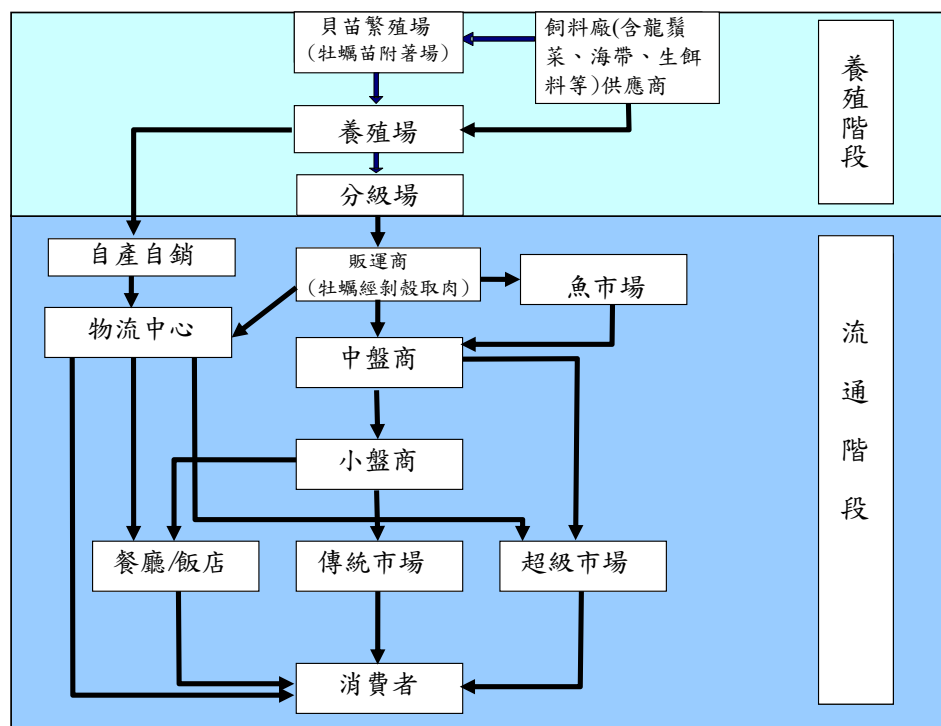 貝苗繁殖場
（牡蠣苗附著場）
飼料廠(含龍鬚
菜、海帶、生餌
料等)供應商
養殖場
分級場
養殖階段
自產自銷
販運商
（牡蠣經剝殼取肉）
魚市場
物流中心
中盤商
小盤商
餐廳/飯店
傳統市場
超級市場
消費者
流通階段